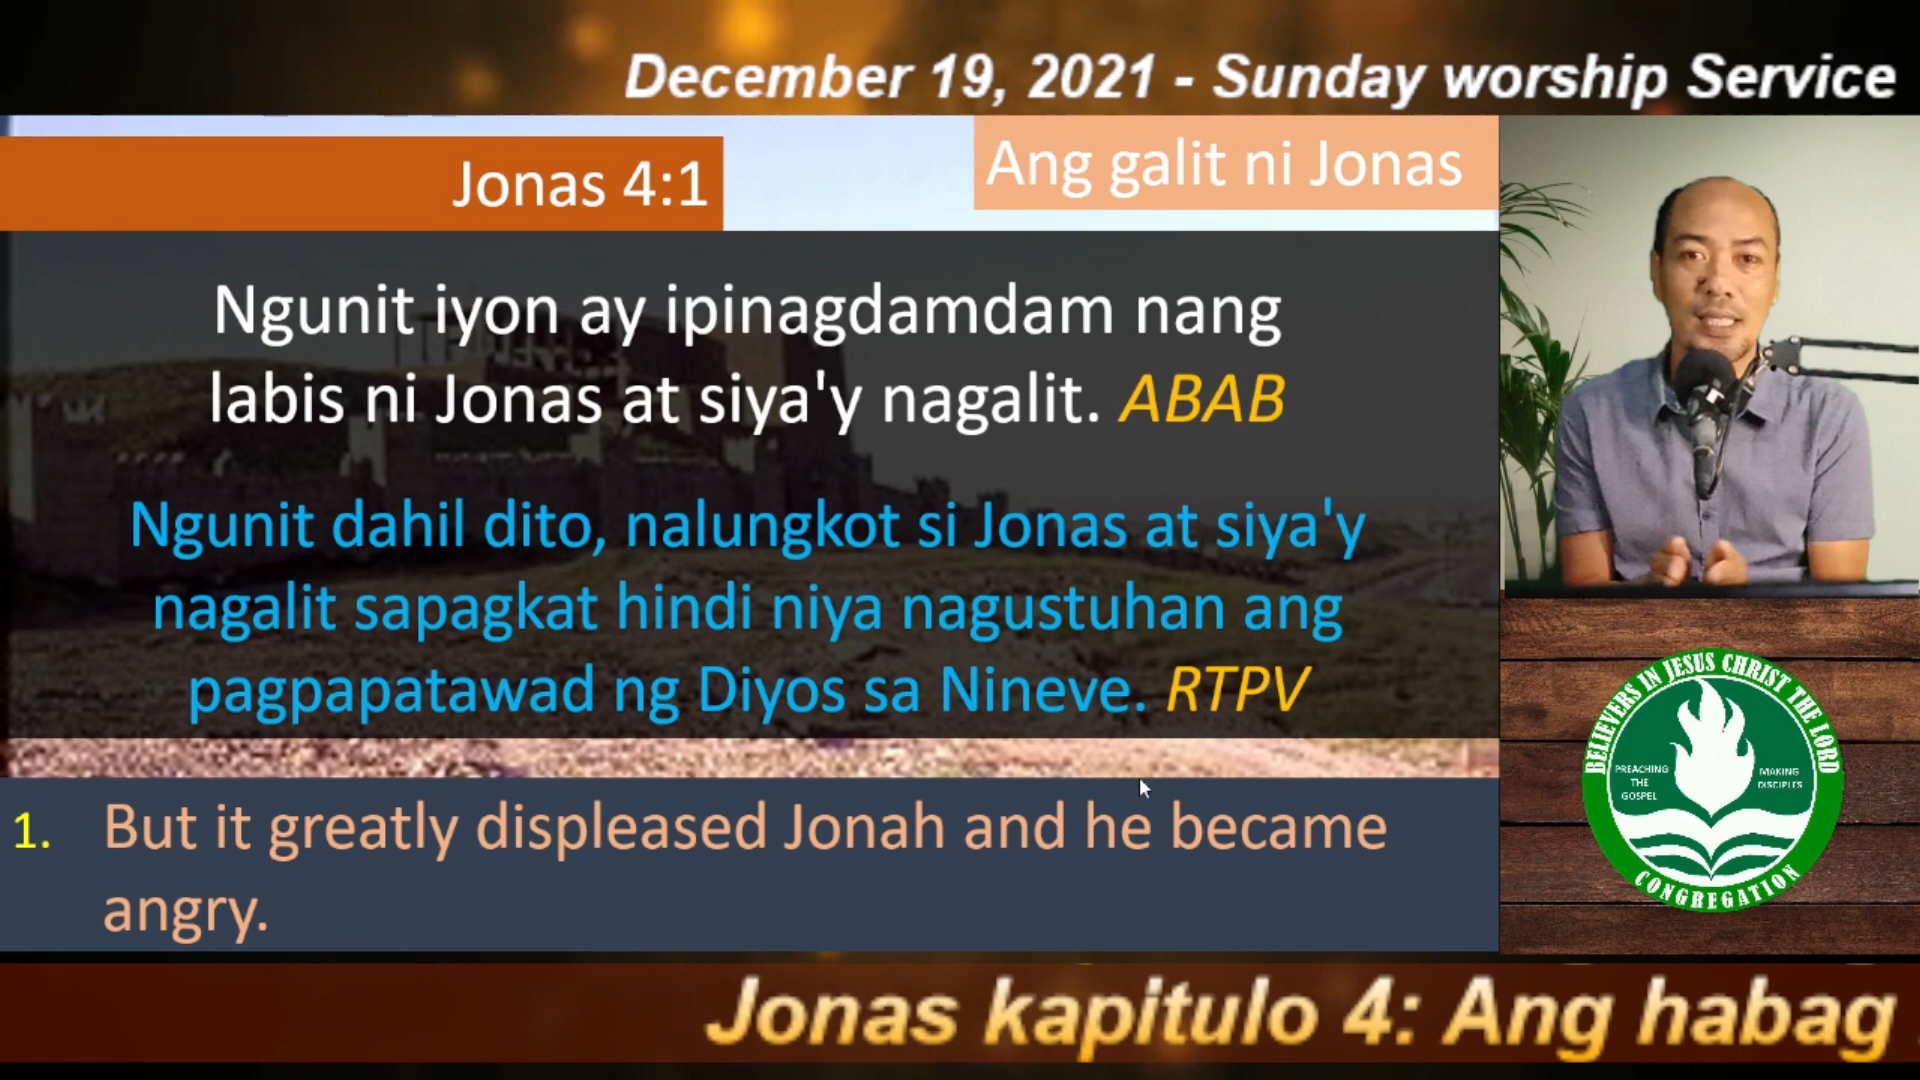 December 19, 2021 - Sunday worship Service
Jonas 4:1
Ang galit ni Jonas
Ngunit iyon ay ipinagdamdam nang
labis ni Jonas at siya'y nagalit. ABAB
Ngunit dahil dito, nalungkot si Jonas at siya'y
nagalit sapagkat hindi niya nagustuhan ang
pagpapatawad ng Diyos sa Nineve. RTPV
1. But it greatly displeased Jonah and he became
angry.
BELIEVERS IN JESUS CHRIST THE LORD
PREACHING
THE
GOSPEL
MAKING
DISCIPLES
CONGREGATION
Jonas kapitulo 4: Ang habag